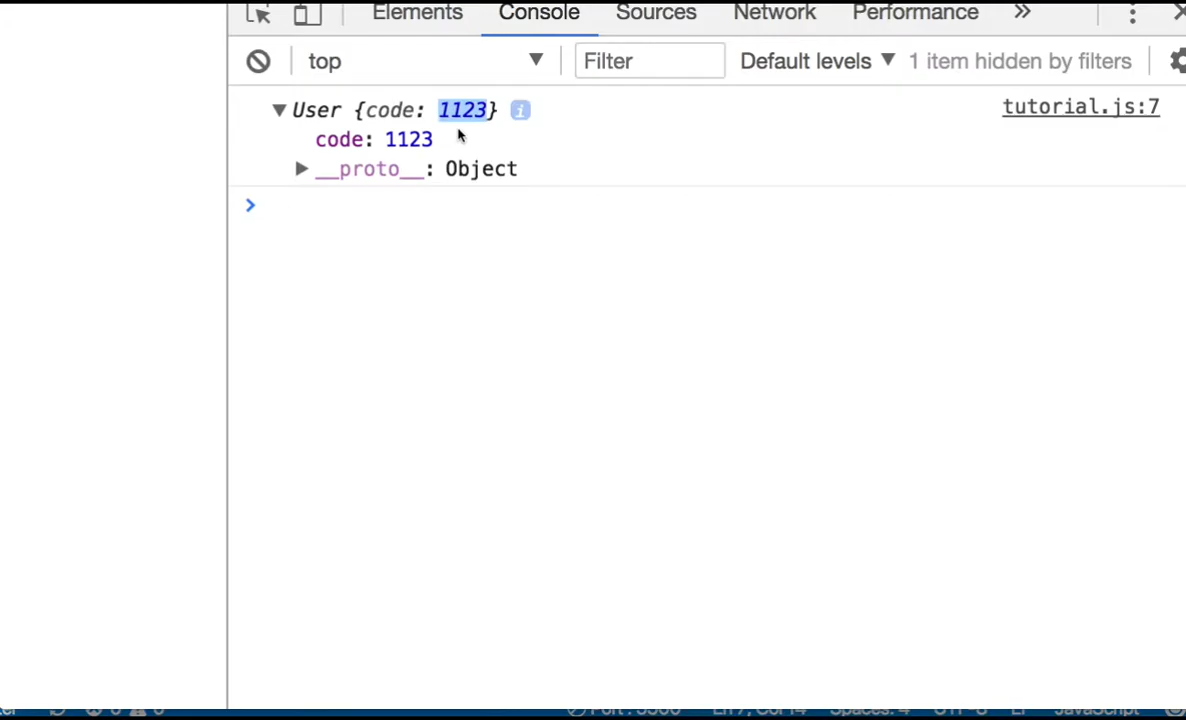 Elements Console Sources Network Performance »
top Filter Default levels 1 item hidden by filters
User {code: 1123} i tutorial.js:7
code: 1123
__proto__: Object
>